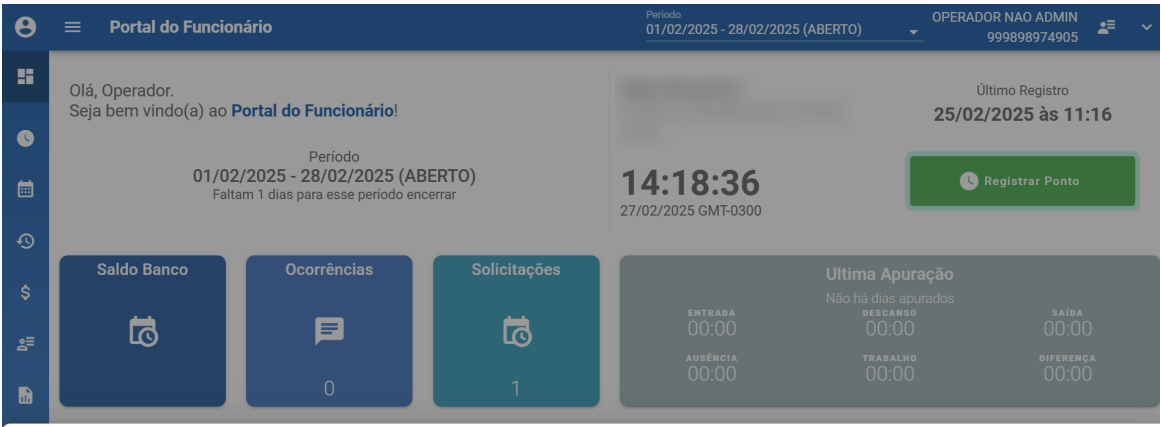 Portal do Funcionário
Período
01/02/2025 - 28/02/2025 (ABERTO)
OPERADOR NAO ADMIN
999898974905
Olá, Operador.
Seja bem vindo(a) ao Portal do Funcionário!
Período
01/02/2025 - 28/02/2025 (ABERTO)
Faltam 1 dias para esse período encerrar
14:18:36
27/02/2025 GMT-0300
Último Registro
25/02/2025 às 11:16
Registrar Ponto
Saldo Banco
Ocorrências
0
Solicitações
1
Ultima Apuração
Não há dias apurados
ENTRADA
00:00
DESCANSO
00:00
SAÍDA
00:00
AUSÊNCIA
00:00
TRABALHO
00:00
DIFERENÇA
00:00